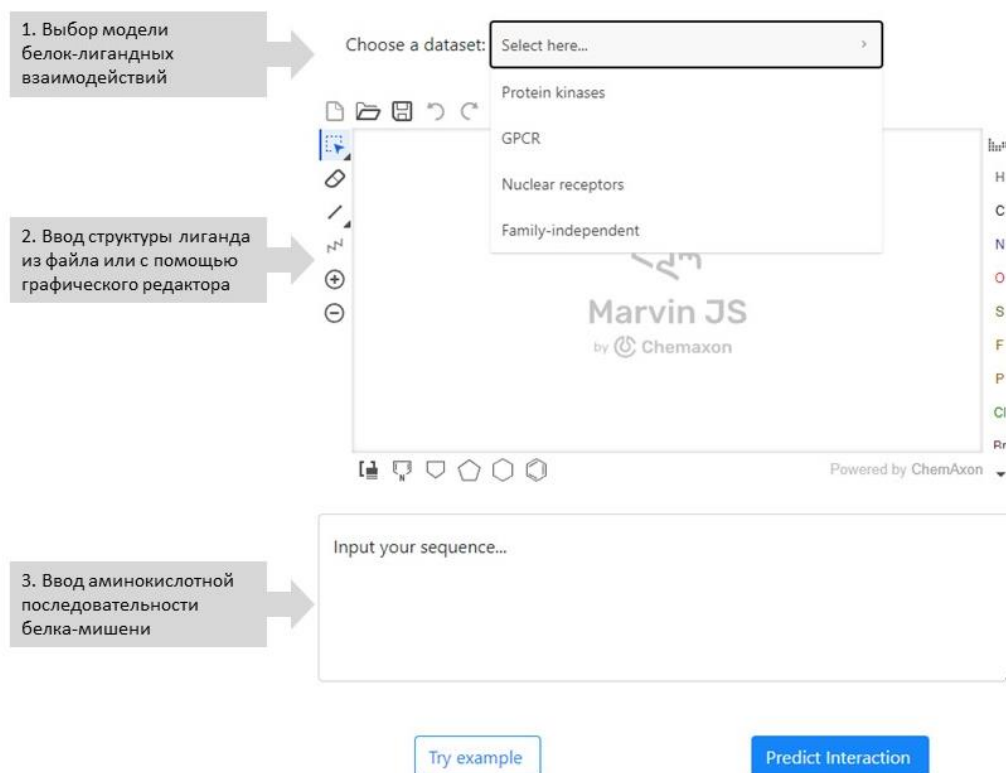 1. Выбор модели
белок-лигандных
взаимодействий
Choose a dataset:
Select here...
Protein kinases
GPCR
Nuclear receptors
Family-independent
2. Ввод структуры лиганда
из файла или с помощью
графического редактора
H
C
N
O
S
F
P
Cl
Br
Marvin JS
by Chemaxon
N
Powered by ChemAxon
3. Ввод аминокислотной
последовательности
белка-мишени
Input your sequence...
Try example
Predict Interaction